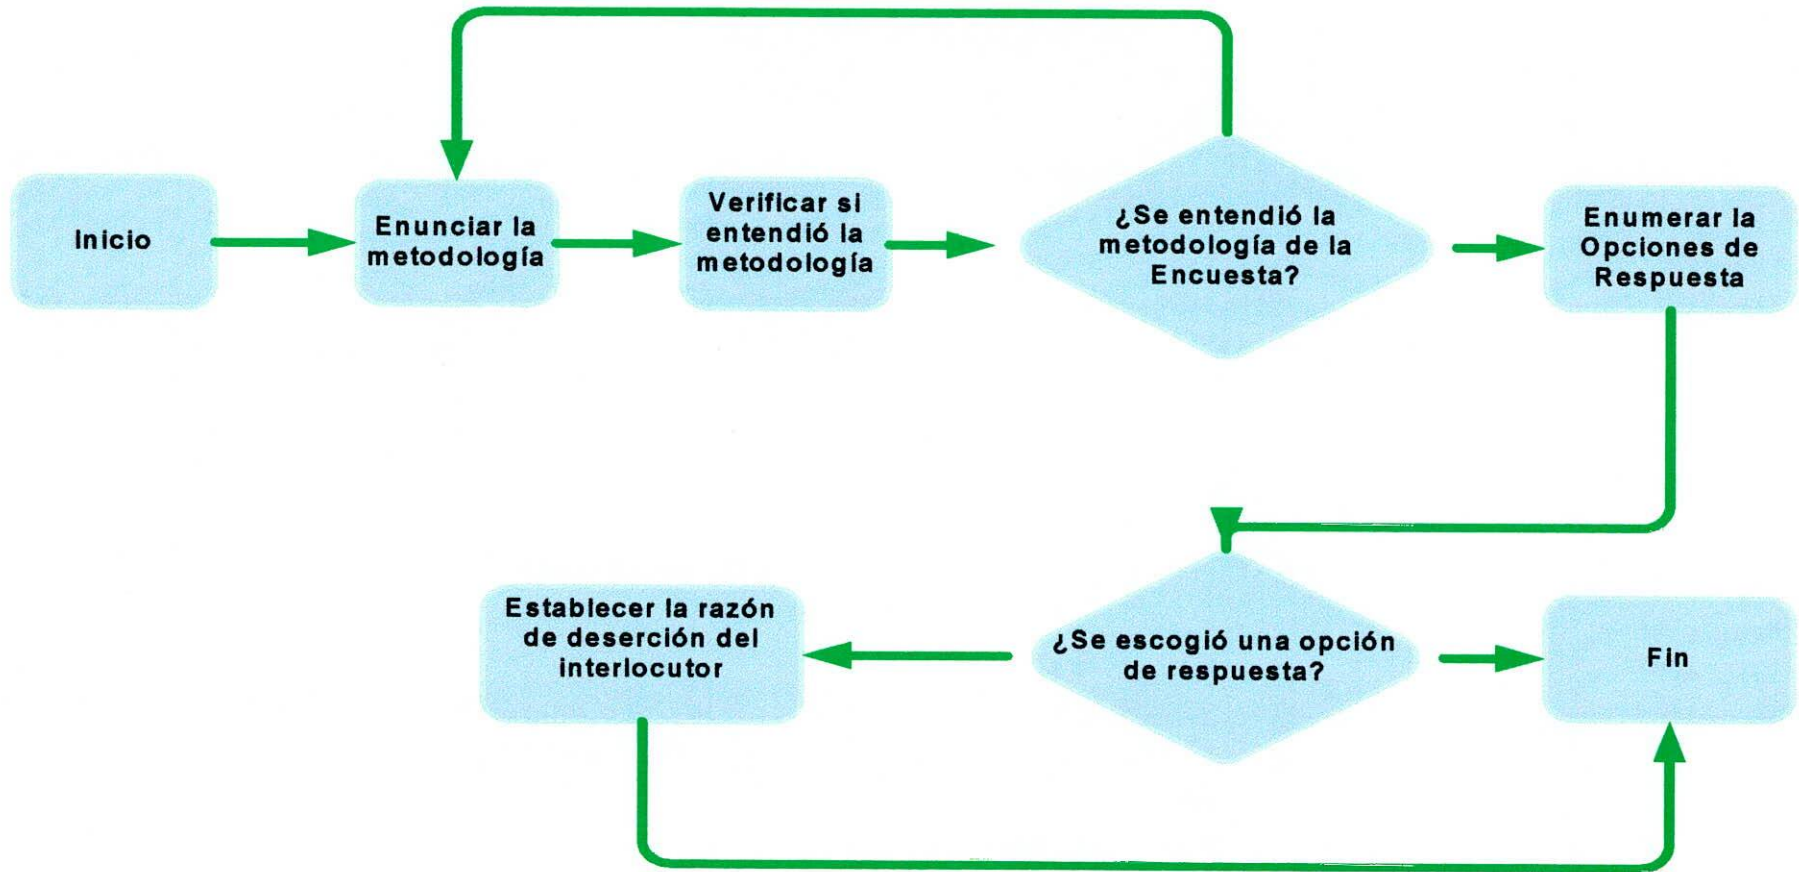 Inicio
Enunciar la
metodología
Verificar si
entendió la
metodología
¿Se entendió la
metodología de la
Encuesta?
Enumerar la
Opciones de
Respuesta
Establecer la razón
de deserción del
interlocutor
¿Se escogió una opción
de respuesta?
Fin